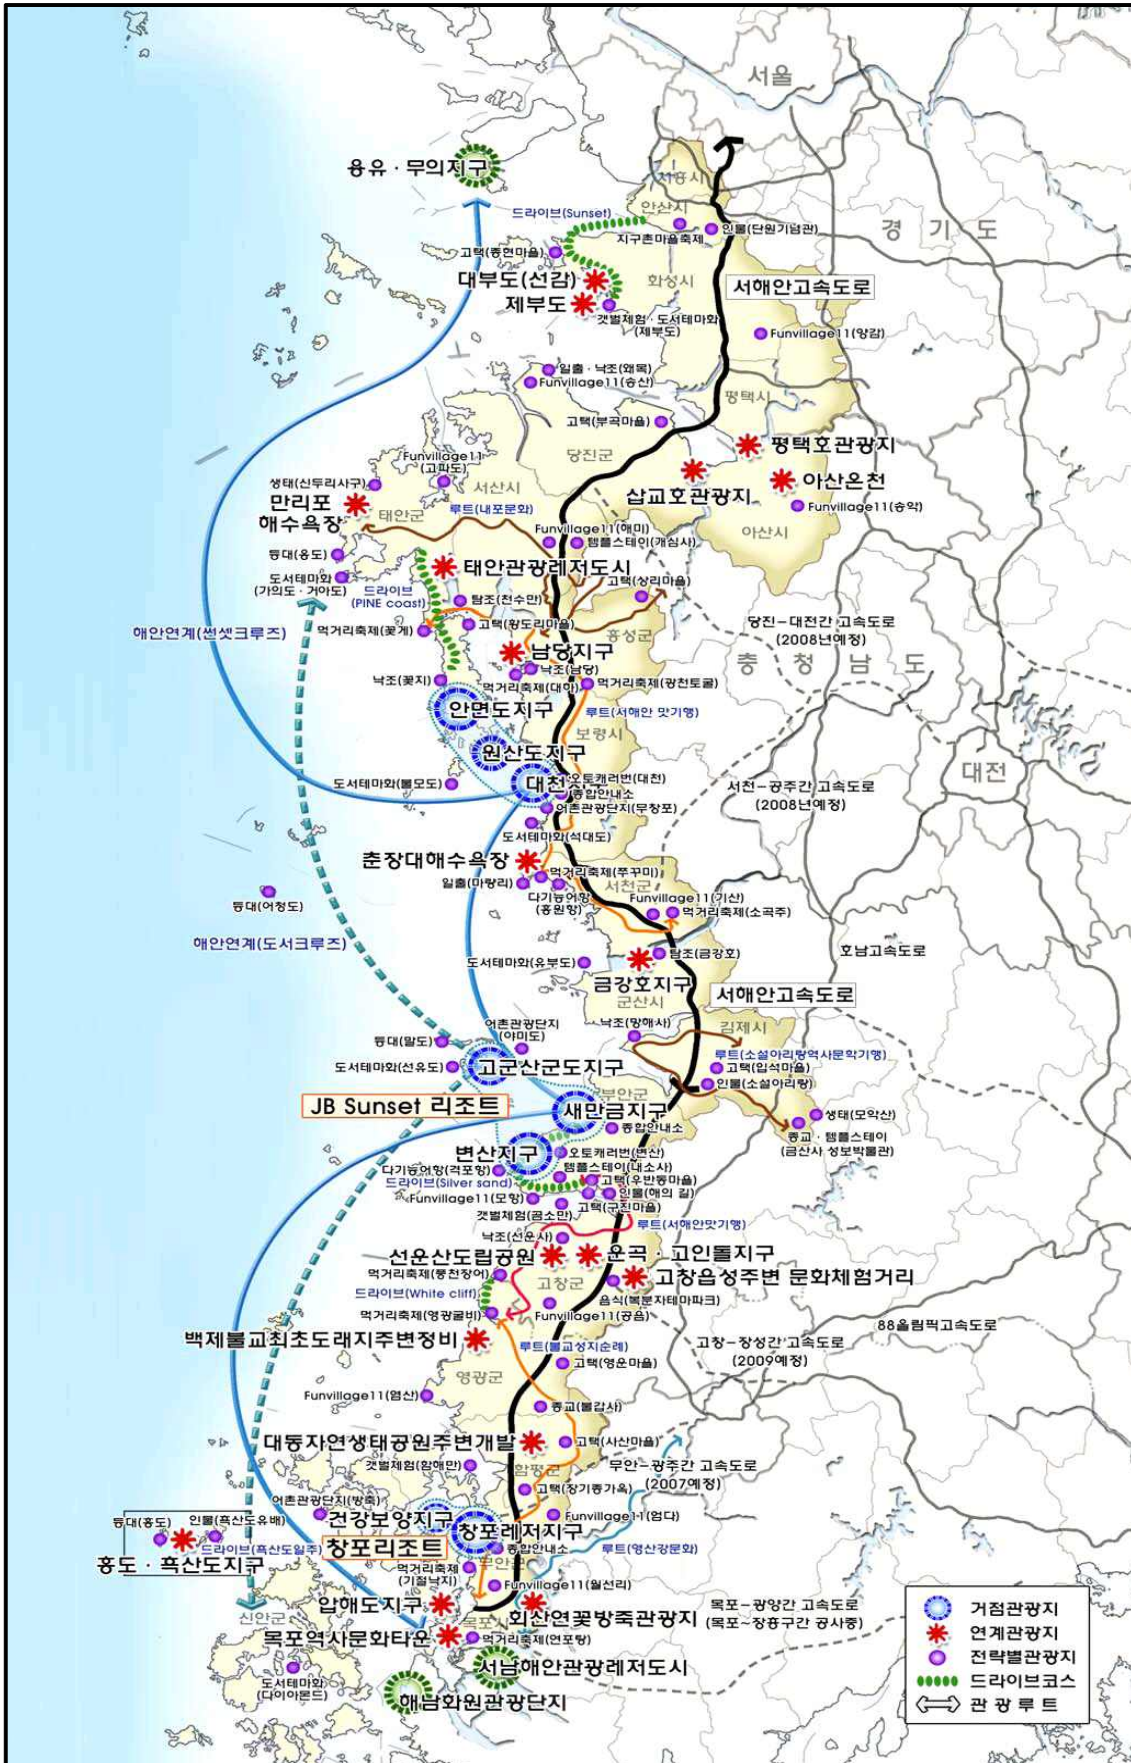 서울
시흥시
용유·무의지구
안산시
드라이브(Sunset)
지구촌마을축제
인물(단원기념관)
경기도
고택(종현마을)
대부도(선감)
화성시
서해안고속도로
제부도
갯벌체험·도서테마화
(제부도)
Funvillage11(양감)
일출·낙조(왜목)
Funvillage11(송산)
평택시
고택(부곡마을)
평택호관광지
당진군
Funvillage11
(고파도)
삽교호관광지
아산온천
생태(신두리사구)
서산시
만리포
해수욕장
태안군
루트(내포문화)
Funvillage11(송악)
Funvillage11(해미)
템플스테이(개심사)
아산시
등대(옹도)
태안관광레저도시
도서테마화
(가의도·거아도)
드라이브
(PINE coast)
고택(상리마을)
탐조(천수만)
당진-대전간 고속도로
(2008년예정)
해안연계(썬셋크루즈)
먹거리축제(꽃게)
고택(황도리마을)
홍성군
충청남도
남당지구
낙조(남당)
낙조(꽃지)
먹거리축제(대하)
먹거리축제(광천토굴)
안면도지구
루트(서해안 맛기행)
보령시
원산도지구
도서테마화(불모도)
대천
오토캐러번(대천)
종합안내소
대전
서천-공주간 고속도로
(2008년예정)
어촌관광단지(무창포)
도서테마화(석대도)
춘장대해수욕장
먹거리축제(쭈꾸미)
일출(마량리)
서천군
다기능어항
(홍원항)
Funvillage11(기산)
먹거리축제(소곡주)
등대(어청도)
해안연계(도서크루즈)
호남고속도로
탐조(금강호)
도서테마화(유부도)
금강호지구
서해안고속도로
군산시
어촌관광단지
(야미도)
낙조(망해사)
김제시
등대(말도)
루트(소설아리랑역사문학기행)
도서테마화(선유도)
고군산군도지구
고택(입석마을)
인물(소설아리랑)
부안군
JB Sunset 리조트
새만금지구
생태(모악산)
종합안내소
종교·템플스테이
(금산사 성보박물관)
변산지구
오토캐러번(변산)
다기능어항(격포항)
템플스테이(내소사)
드라이브(Silver sand)
고택(우반동마을)
Funvillage11(모항)
인물(해의 길)
갯벌체험(곰소만)
고택(구진마을)
루트(서해안맛기행)
낙조(선운사)
선운산도립공원
운곡·고인돌지구
먹거리축제(풍천장어)
고창군
고창읍성주변 문화체험거리
드라이브(White cliff)
음식(복분자테마파크)
먹거리축제(영광굴비)
Funvillage11(공음)
88올림픽고속도로
백제불교최초도래지주변정비
루트(불교성지순례)
고창-장성간 고속도로
(2009예정)
고택(영운마을)
영광군
Funvillage11(염산)
종교(불갑사)
대동자연생태공원주변개발
고택(사산마을)
갯벌체험(함해만)
함평군
무안-광주간 고속도로
(2007예정)
고택(장기종가옥)
어촌관광단지(방축)
건강보양지구
Funvillage11(엄다)
등대(홍도)
인물(흑산도유배)
창포레저지구
드라이브(흑산도일주)
창포리조트
종합안내소
루트(영산강문화)
홍도·흑산도지구
먹거리축제
(기절낙지)
무안군
Funvillage11(월선리)
신안군
압해도지구
회산연꽃방죽관광지
목포-광양간 고속도로
(목포~장흥구간 공사중)
목포시
목포역사문화타운
먹거리축제(연포탕)
서남해안관광레저도시
도서테마화
(다이아몬드)
해남화원관광단지
거점관광지
연계관광지
전략별관광지
드라이브코스
관광루트